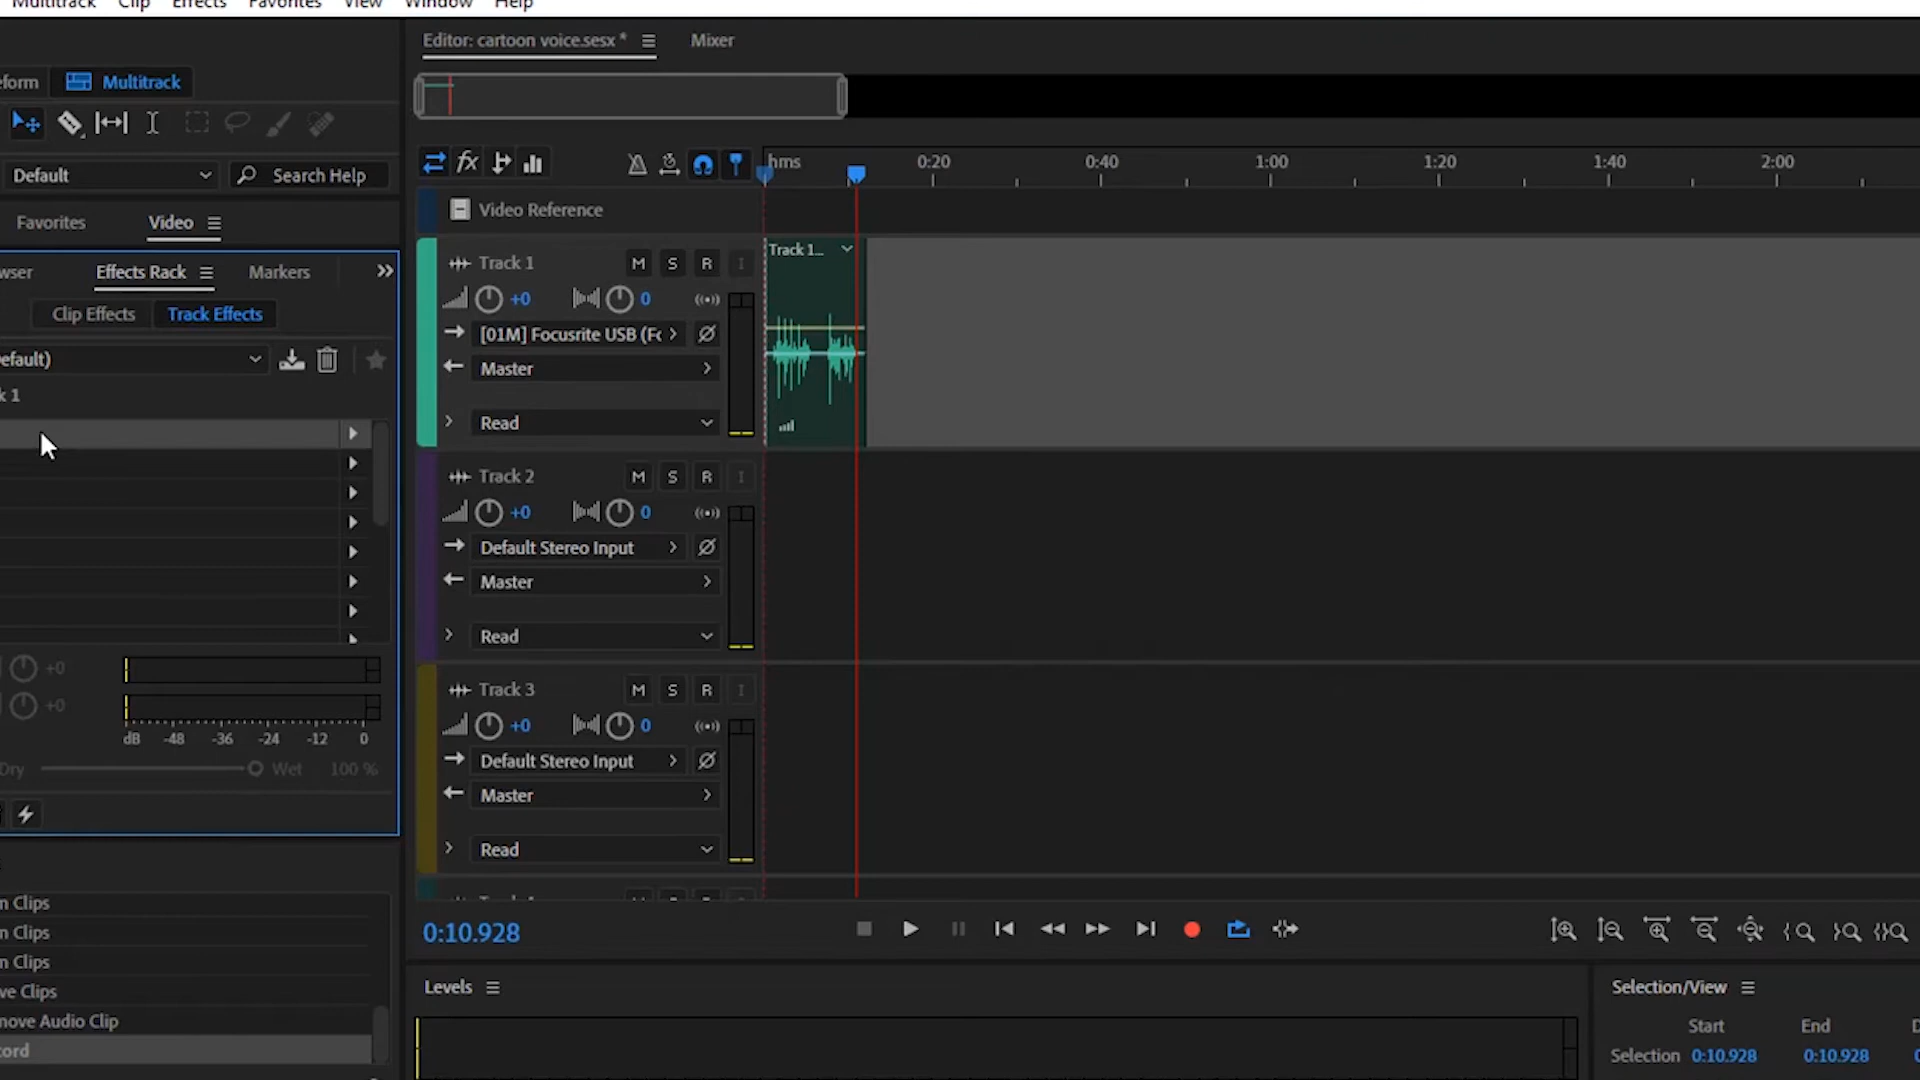 Multitrack Clip Effects Favorites View Window Help
Editor: cartoon voice.sesx * Mixer
eform Multitrack
hms 0:20 0:40 1:00 1:20 1:40 2:00
Default Search Help
Video Reference
Favorites Video
wser Effects Rack Markers
Clip Effects Track Effects
efault)
k 1
Track 1 M S R I
Track 1...
+0 0
[01M] Focusrite USB (Fo
Master
Read
Track 2 M S R I
+0 0
Default Stereo Input
Master
Read
Track 3 M S R I
+0 0
Default Stereo Input
Master
Read
+0
+0
dB -48 -36 -24 -12 0
Dry Wet 100 %
n Clips
n Clips
n Clips
ve Clips
nove Audio Clip
cord
0:10.928
Levels
Selection/View
Start End
Selection 0:10.928 0:10.928